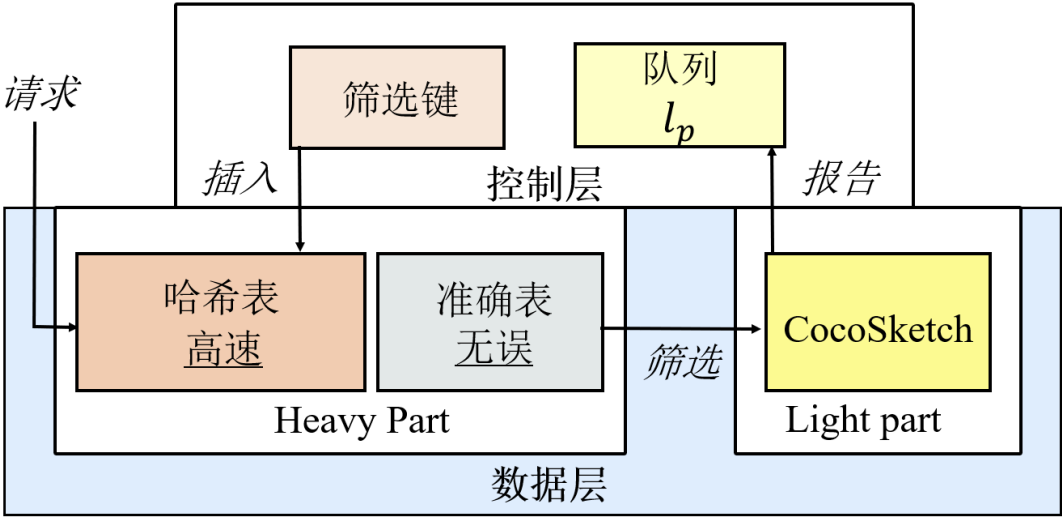 请求
筛选键
队列
lₚ
插入
控制层
报告
哈希表
高速
准确表
无误
筛选
CocoSketch
Heavy Part
Light part
数据层